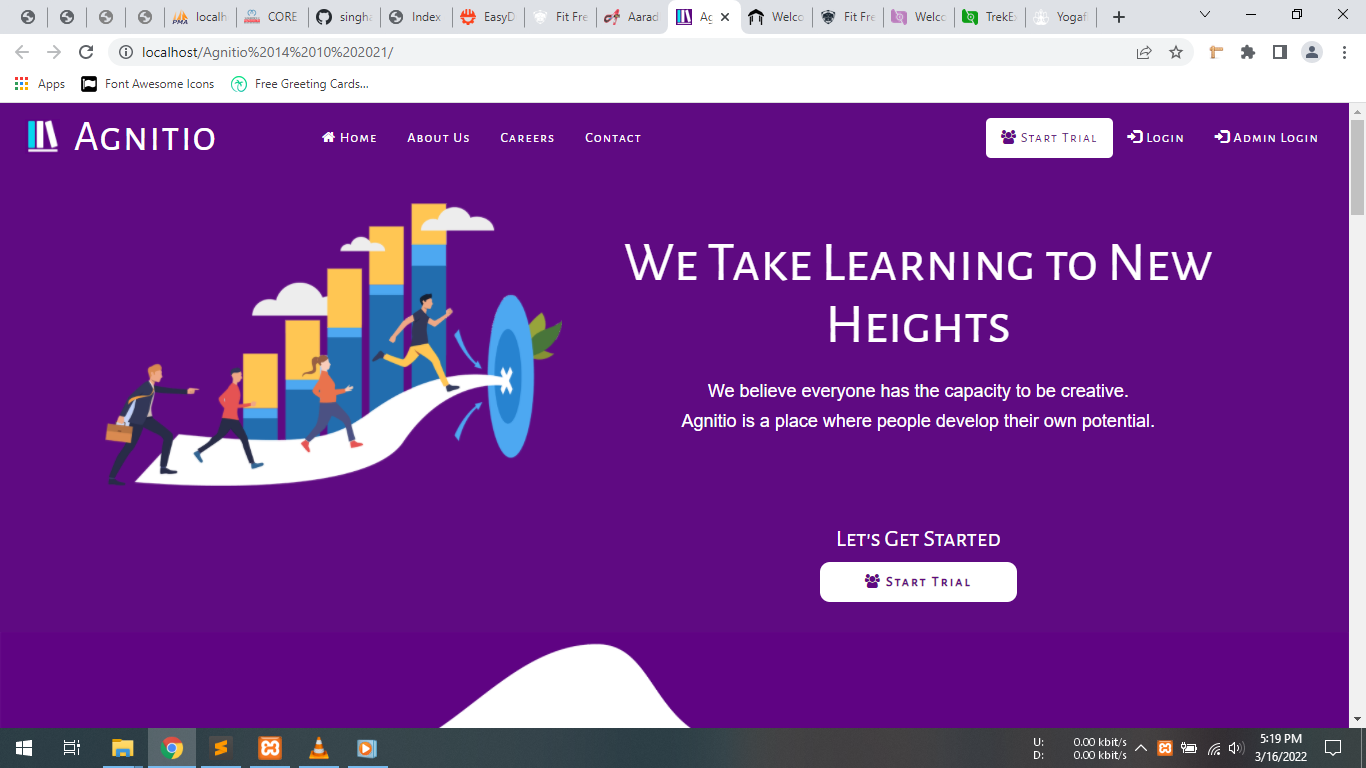 localh
CORE
singha
Index
EasyD
Fit Fre
Aarad
Ag
Welco
Fit Fre
Welco
TrekEx
Yogaf
localhost/Agnitio%2014%2010%202021/
Apps
Font Awesome Icons
Free Greeting Cards...
Agnitio
Home
About Us
Careers
Contact
Start Trial
Login
Admin Login
We Take Learning to New
Heights
We believe everyone has the capacity to be creative.
Agnitio is a place where people develop their own potential.
Let's Get Started
Start Trial
U: 0.00 kbit/s
D: 0.00 kbit/s
5:19 PM
3/16/2022